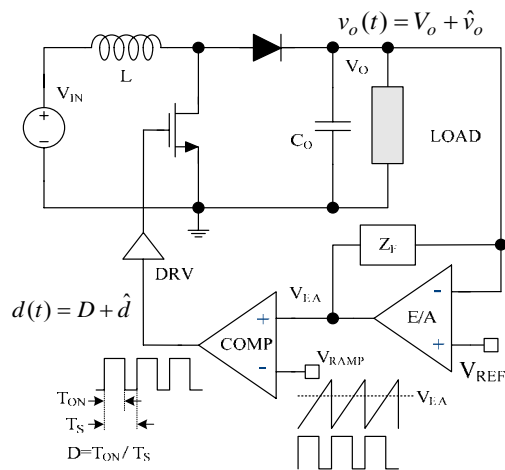 v_o(t) = V_o + v̂_o
L
V_O
V_IN
+
−
C_O
LOAD
Z_F
DRV
V_EA
-
E/A
+
d(t) = D + d̂
+
COMP
-
V_RAMP
V_REF
T_ON
V_EA
T_S
D=T_ON/ T_S